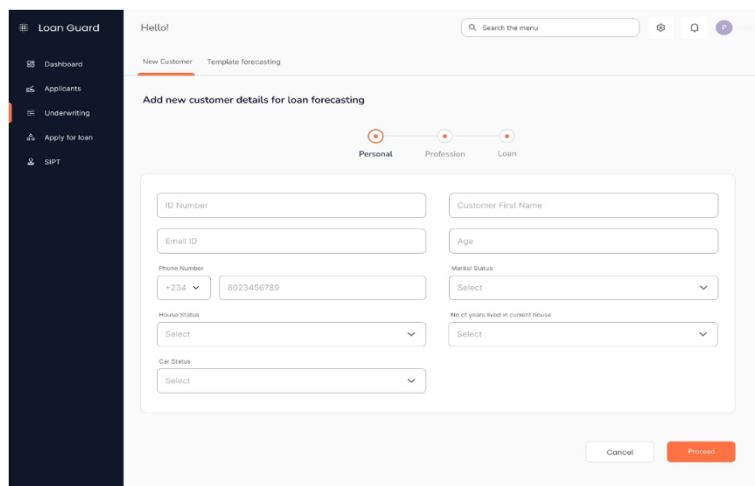 Loan Guard
Dashboard
Applicants
Underwriting
Apply for loan
SIPT
Hello!
Search the menu
P
New Customer Template forecasting
Add new customer details for loan forecasting
Personal Profession Loan
ID Number
Customer First Name
Email ID
Age
Phone Number
+234 8023456789
Marital Status
Select
House Status
Select
No of years lived in current house
Select
Car Status
Select
Cancel Proceed